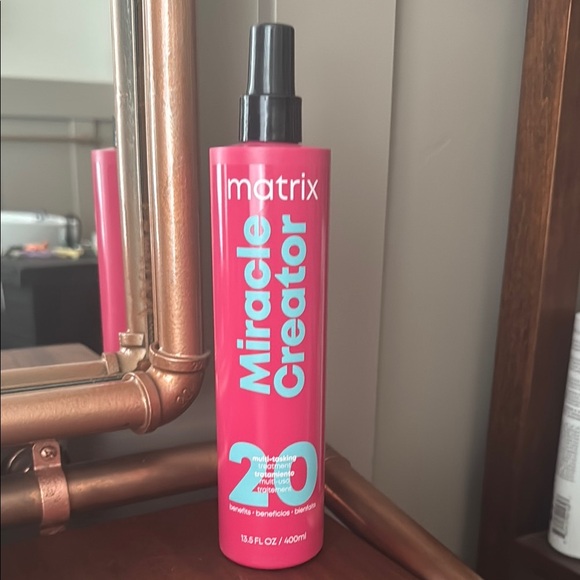 matrix
Miracle
Creator
20
multi-tasking
treatment
tratamiento
multi-uso
traitement
benefits • beneficios • bienfaits
13.5 FL OZ / 400ml